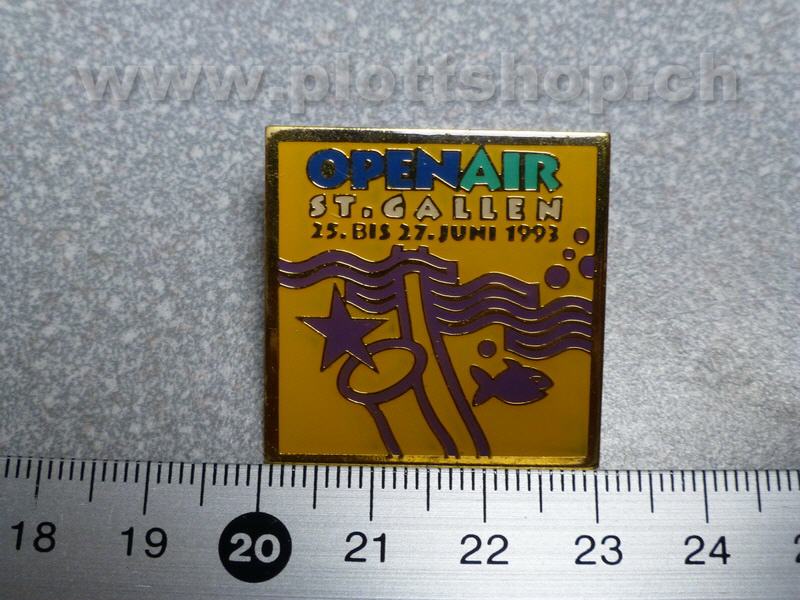 www.plottshop.ch
OPENAIR
ST. GALLEN
25. BIS 27. JUNI 1993
18 19 20 21 22 23 24